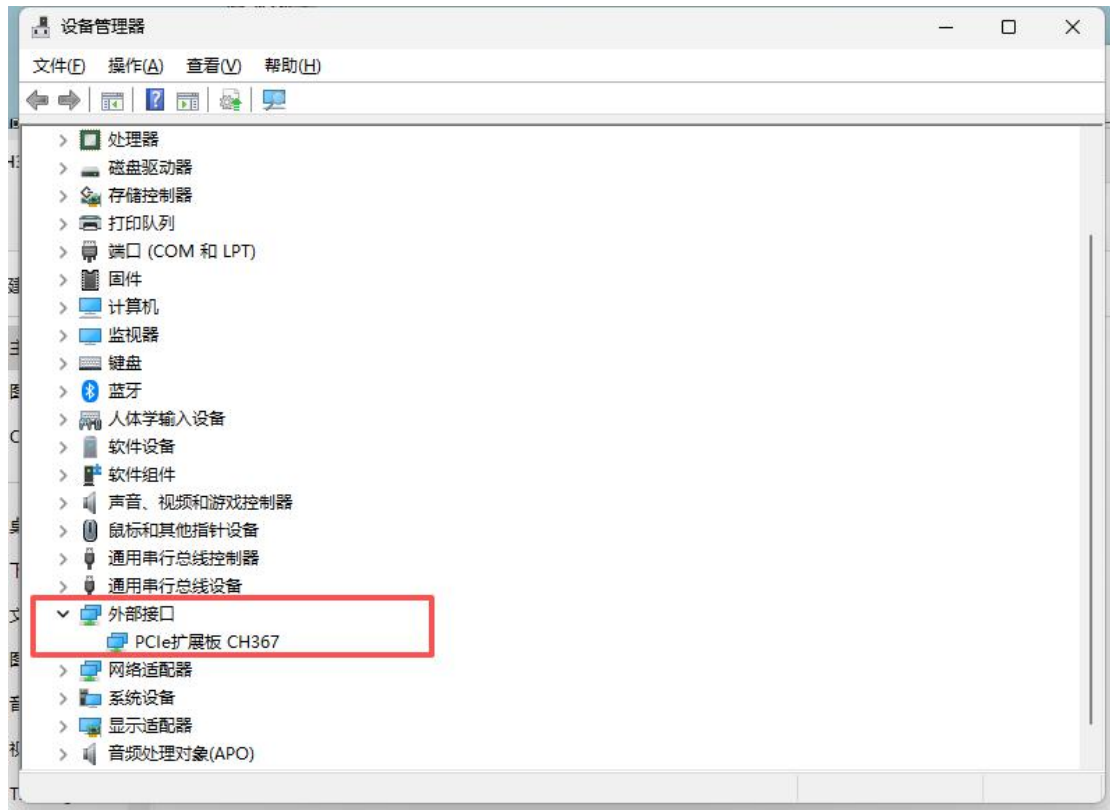 设备管理器
文件(F) 操作(A) 查看(V) 帮助(H)
处理器
磁盘驱动器
存储控制器
打印队列
端口 (COM 和 LPT)
固件
计算机
监视器
键盘
蓝牙
人体学输入设备
软件设备
软件组件
声音、视频和游戏控制器
鼠标和其他指针设备
通用串行总线控制器
通用串行总线设备
外部接口
PCIe扩展板 CH367
网络适配器
系统设备
显示适配器
音频处理对象(APO)